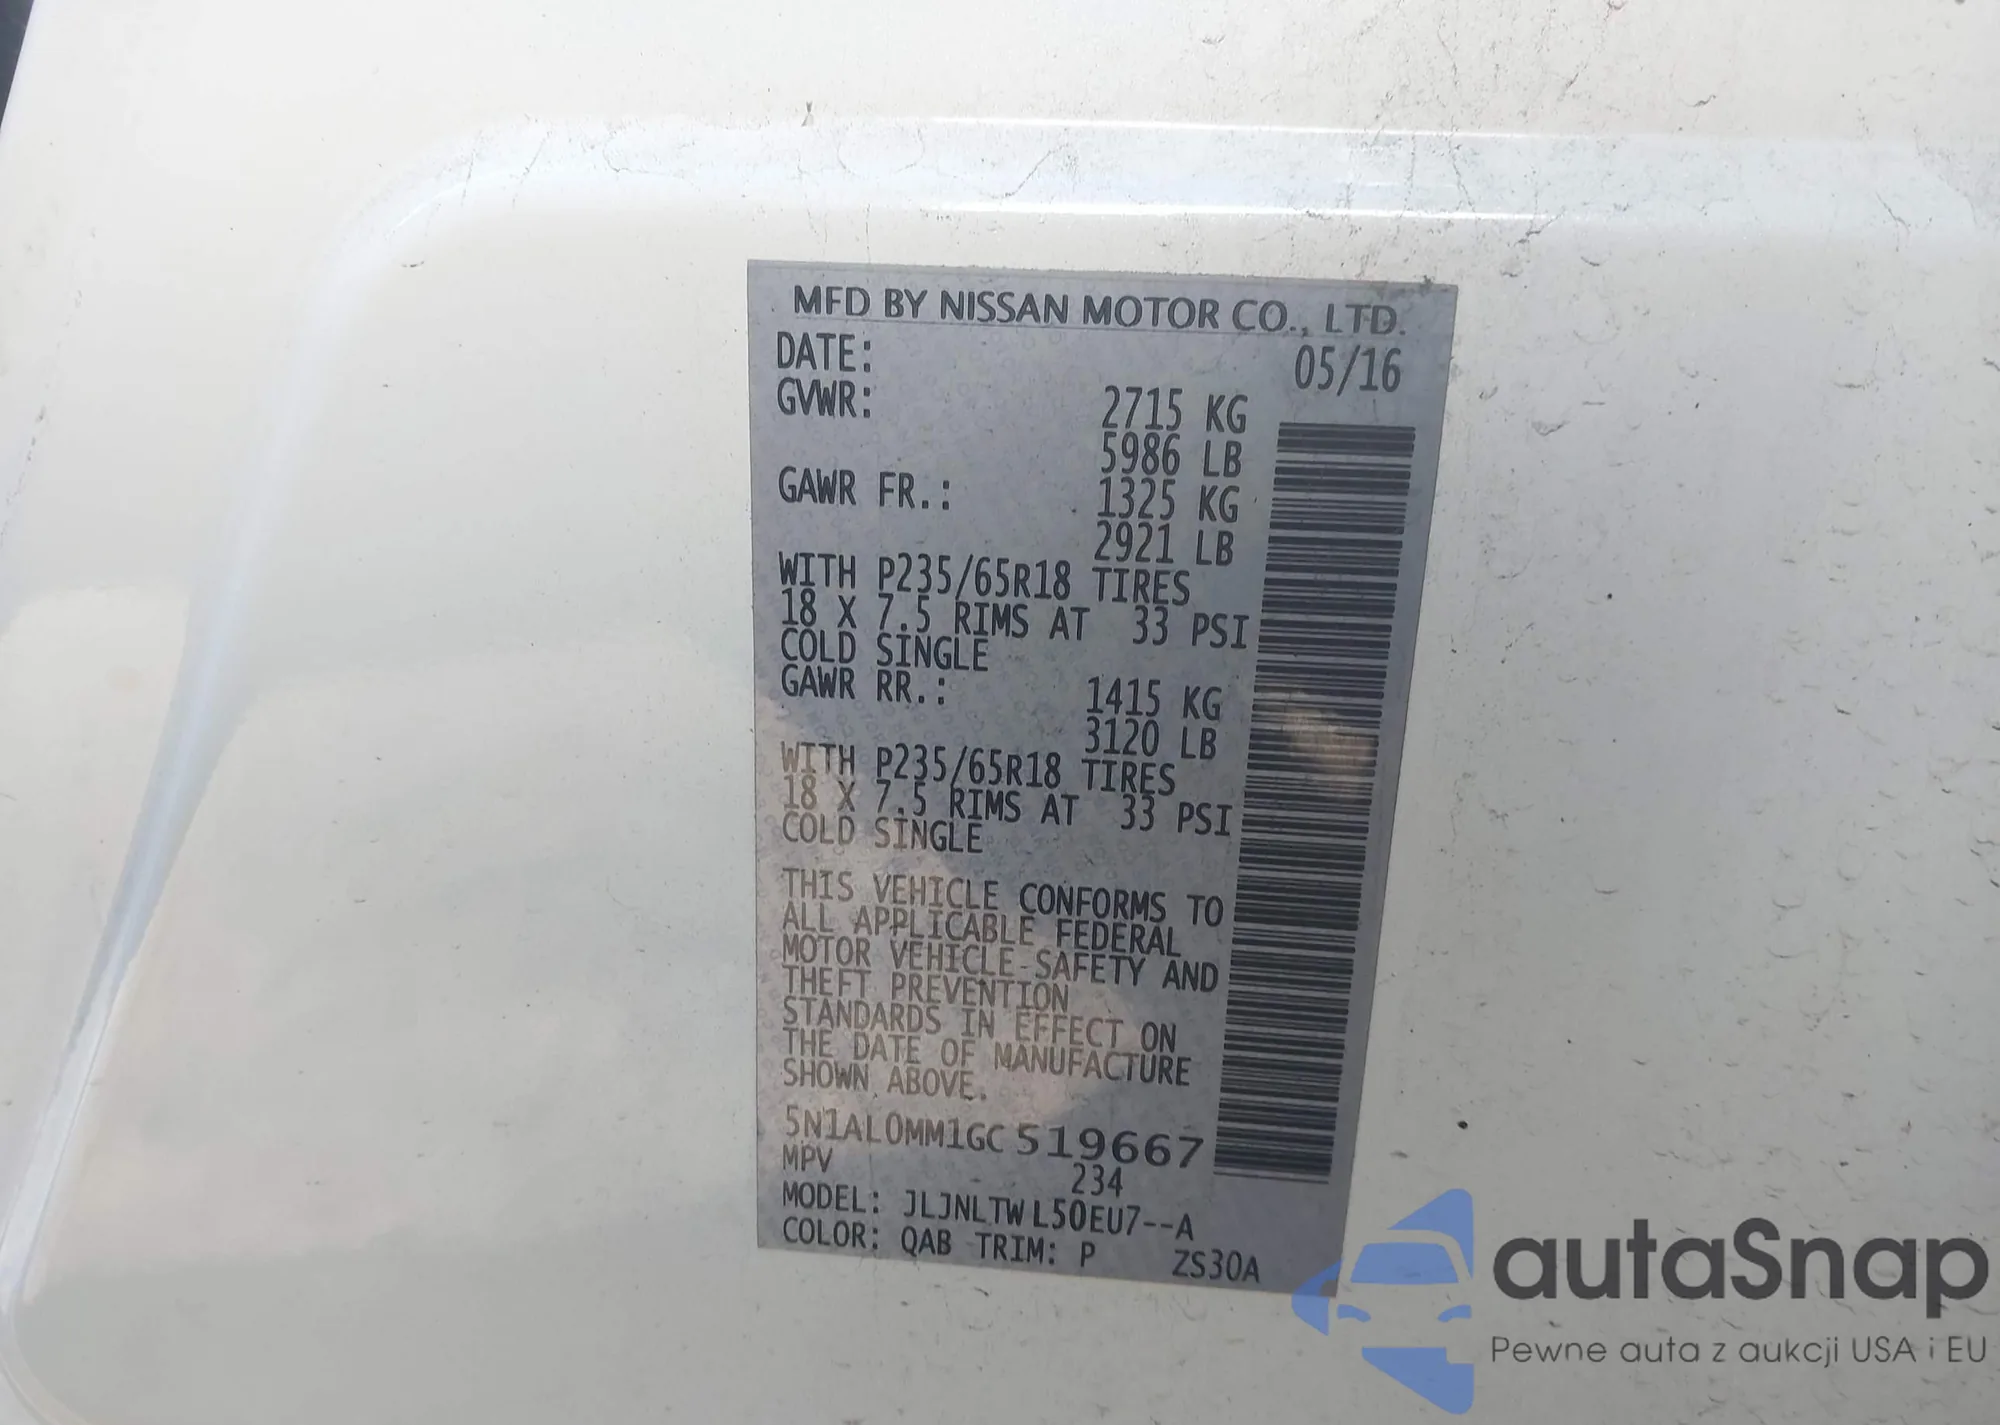 MFD BY NISSAN MOTOR CO., LTD.
DATE: 05/16
GVWR: 2715 KG
5986 LB
GAWR FR.: 1325 KG
2921 LB
WITH P235/65R18 TIRES
18 X 7.5 RIMS AT 33 PSI
COLD SINGLE
GAWR RR.: 1415 KG
3120 LB
WITH P235/65R18 TIRES
18 X 7.5 RIMS AT 33 PSI
COLD SINGLE
THIS VEHICLE CONFORMS TO
ALL APPLICABLE FEDERAL
MOTOR VEHICLE SAFETY AND
THEFT PREVENTION
STANDARDS IN EFFECT ON
THE DATE OF MANUFACTURE
SHOWN ABOVE.
5N1AL0MM1GC519667
MPV 234
MODEL: JLJNLTWL50EU7--A
COLOR: QAB TRIM: P ZS30A
autaSnap
Pewne auta z aukcji USA i EU